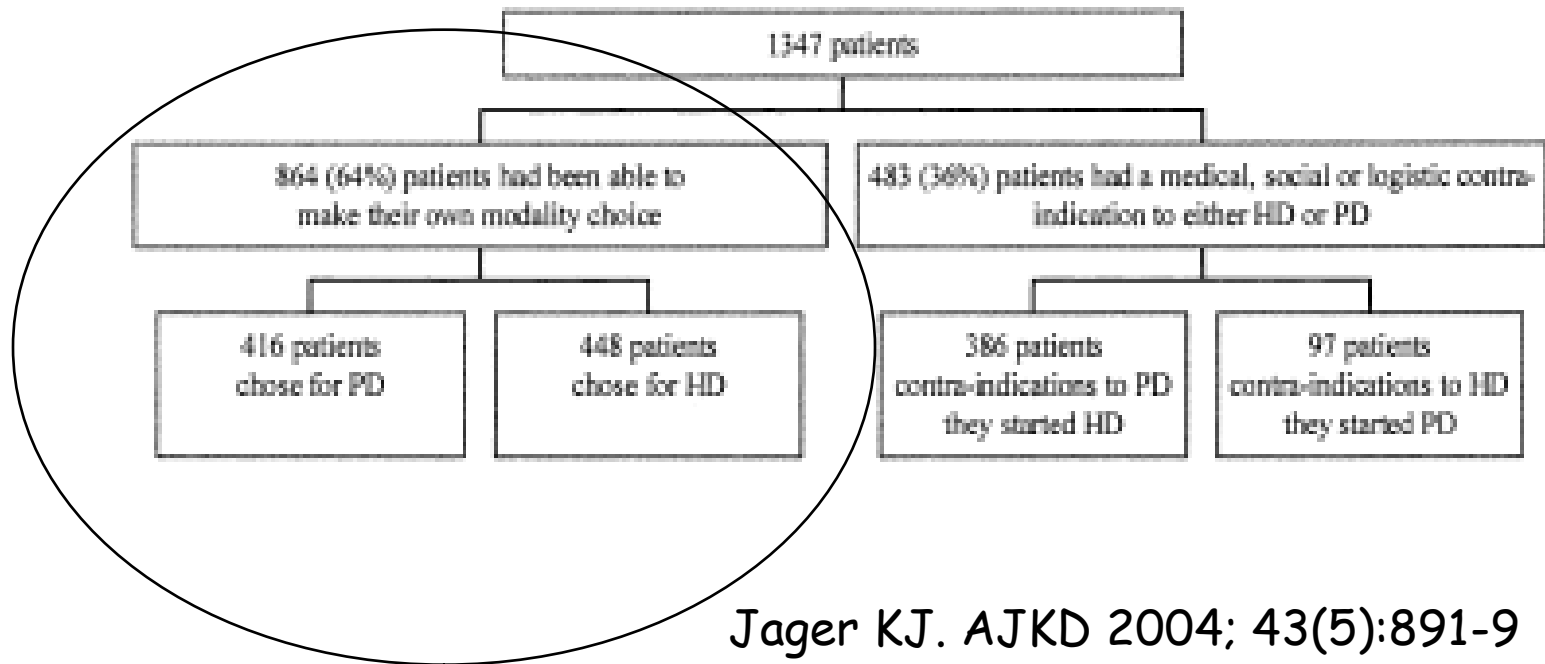 1347 patients
864 (64%) patients had been able to
make their own modality choice
483 (36%) patients had a medical, social or logistic contra-
indication to either HD or PD
416 patients
chose for PD
448 patients
chose for HD
386 patients
contra-indications to PD
they started HD
97 patients
contra-indications to HD
they started PD
Jager KJ. AJKD 2004; 43(5):891-9